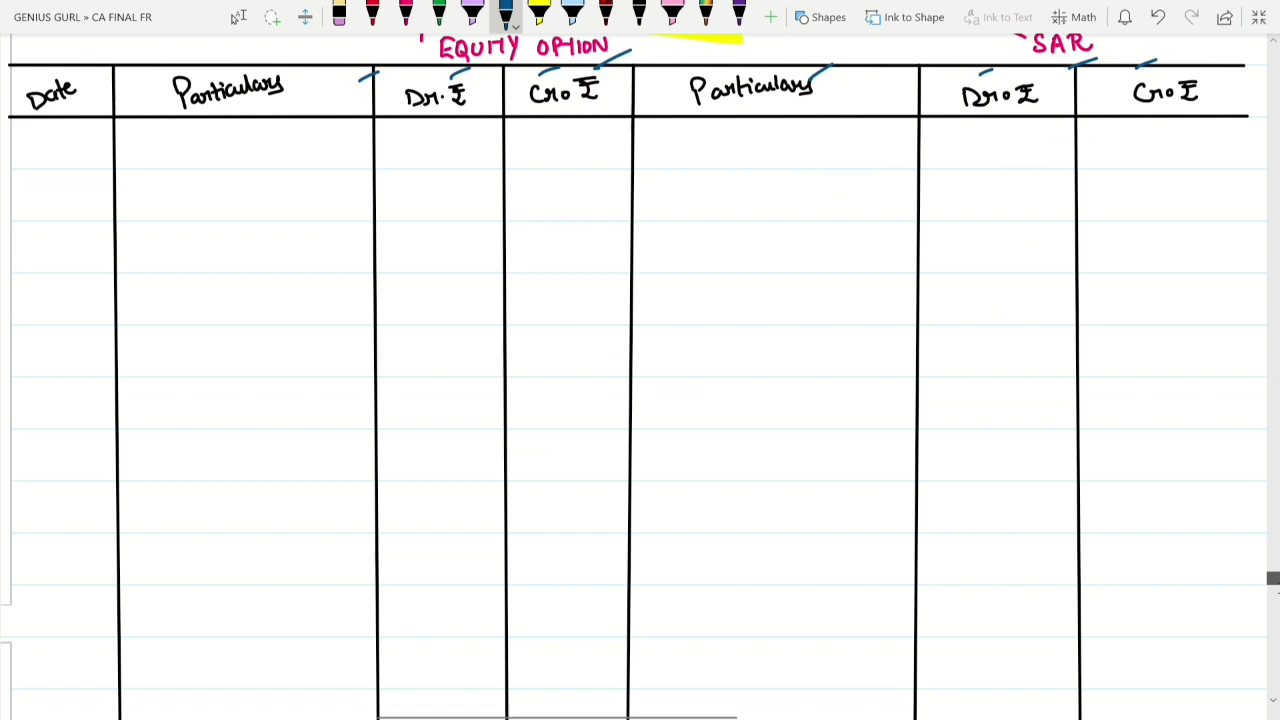 GENIUS GURL » CA FINAL FR
Shapes
Ink to Shape
Ink to Text
Math
EQUITY OPTION
SAR
Date Particulars Dr. ₹ Cr. ₹ Particulars Dr. ₹ Cr. ₹